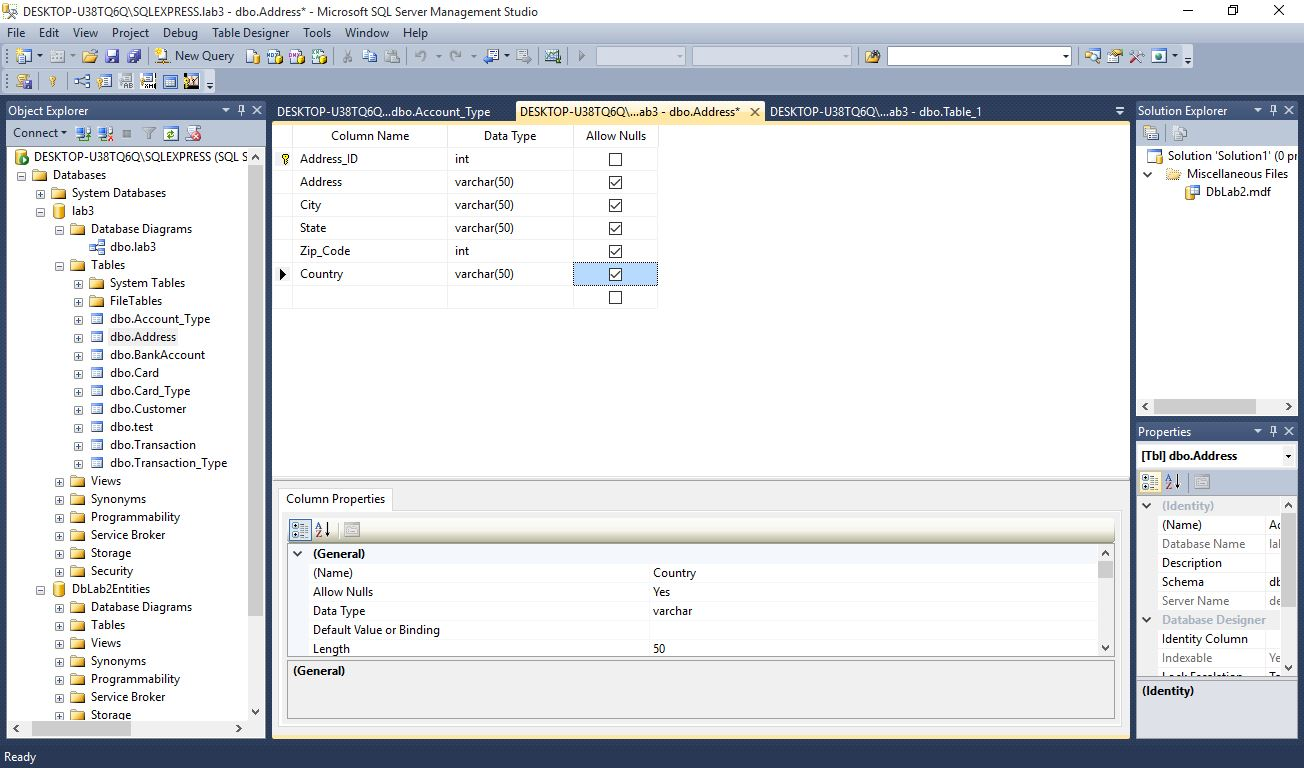 DESKTOP-U38TQ6Q\SQLEXPRESS.lab3 - dbo.Address* - Microsoft SQL Server Management Studio
File Edit View Project Debug Table Designer Tools Window Help
New Query
Object Explorer
Connect
DESKTOP-U38TQ6Q\SQLEXPRESS (SQL S
Databases
System Databases
lab3
Database Diagrams
dbo.lab3
Tables
System Tables
FileTables
dbo.Account_Type
dbo.Address
dbo.BankAccount
dbo.Card
dbo.Card_Type
dbo.Customer
dbo.test
dbo.Transaction
dbo.Transaction_Type
Views
Synonyms
Programmability
Service Broker
Storage
Security
DbLab2Entities
Database Diagrams
Tables
Views
Synonyms
Programmability
Service Broker
Storage
DESKTOP-U38TQ6Q...dbo.Account_Type DESKTOP-U38TQ6Q\...ab3 - dbo.Address* DESKTOP-U38TQ6Q\...ab3 - dbo.Table_1
Column Name Data Type Allow Nulls
Address_ID int
Address varchar(50)
City varchar(50)
State varchar(50)
Zip_Code int
Country varchar(50)
Column Properties
(General)
(Name) Country
Allow Nulls Yes
Data Type varchar
Default Value or Binding
Length 50
(General)
Solution Explorer
Solution 'Solution1' (0 pr
Miscellaneous Files
DbLab2.mdf
Properties
[Tbl] dbo.Address
(Identity)
(Name) Ad
Database Name lal
Description
Schema db
Server Name de
Database Designer
Identity Column
Indexable Ye
Lock Escalation Ta
(Identity)
Ready